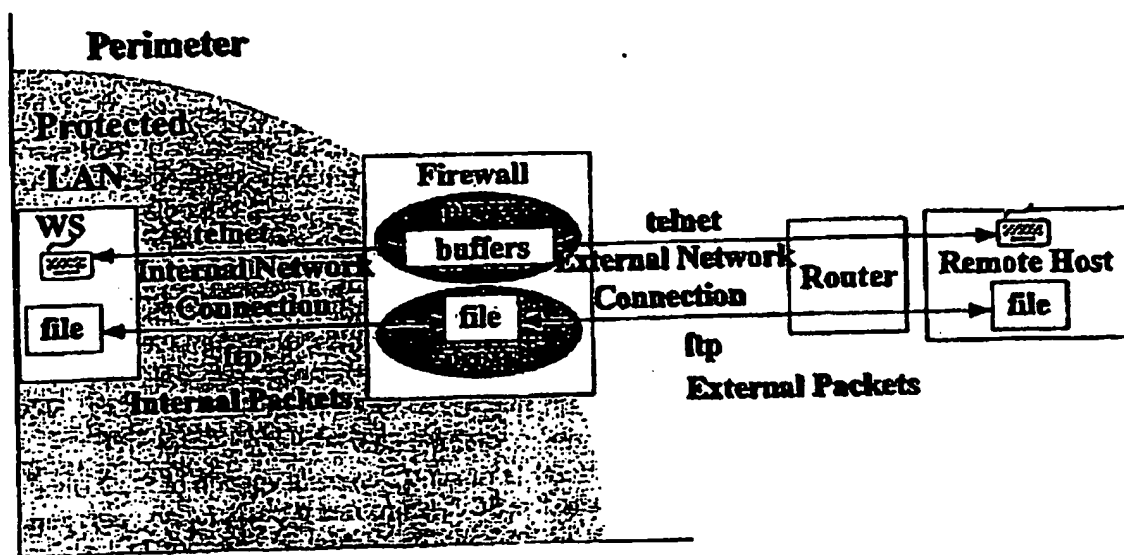 Perimeter
Protected
LAN
WS
telnet
Internal Network
Connection
file
ftp
Internal Packets
Firewall
buffers
file
telnet
External Network
Connection
ftp
External Packets
Router
Remote Host
file